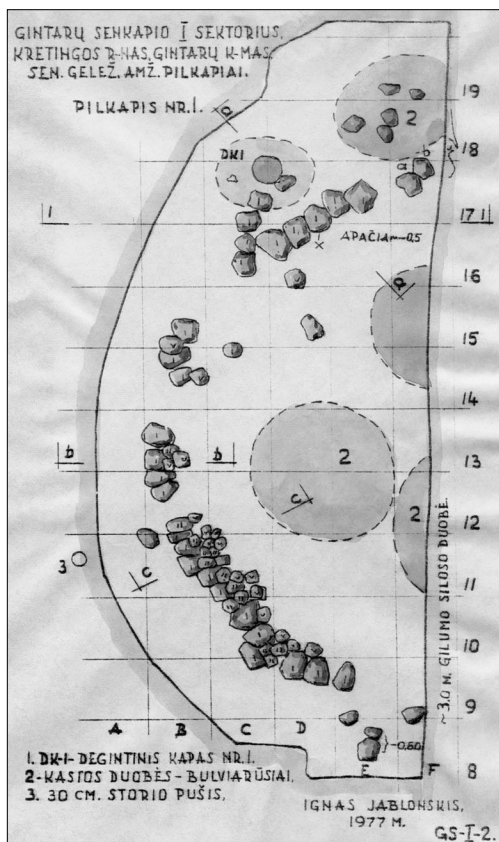 GINTARŲ SENKAPIO I SEKTORIUS,
KRETINGOS R-NAS, GINTARŲ K-MAS.
SEN. GELEŽ. AMŽ. PILKAPIAI.
PILKAPIS NR.1.
a
19
2
18
DK1
a
b
1
17 1
APAČIA -0,5
16
a
15
14
b
b
2
13
c
2
12
3
c
11
10
9
A B C D E F
-0,60
8
~3.0 M. GILUMO SILOSO DUOBĖ.
1. DK-1- DEGINTINIS KAPAS NR.1.
2-KASTOS DUOBĖS - BULVIARŪSIAI,
3. 30 CM. STORIO PUŠIS,
IGNAS JABLONSKIS,
1977 M.
GS-I-2.